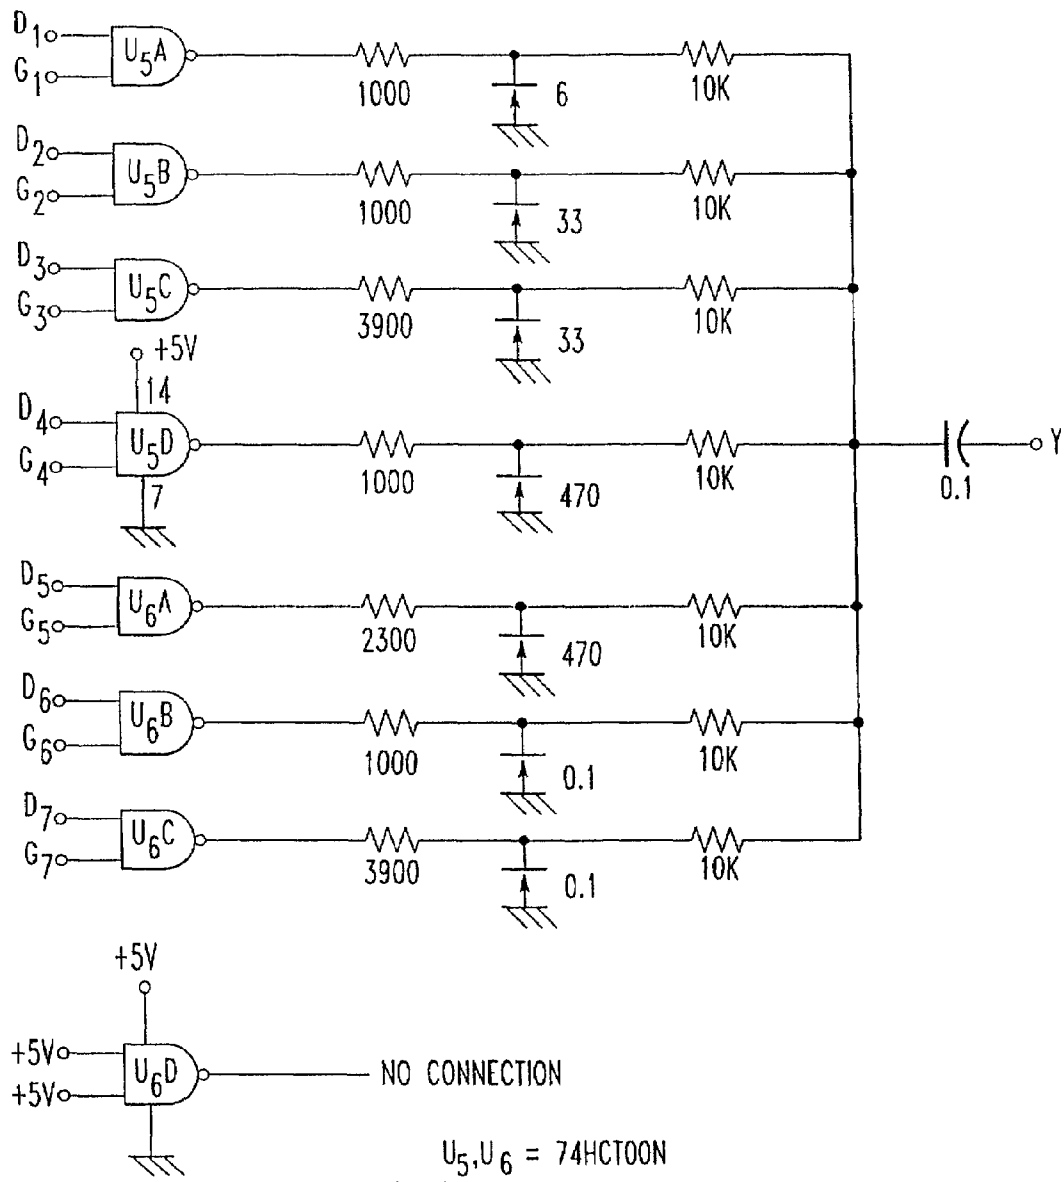 D1
U5A
G1
1000
6
10K
D2
U5B
G2
1000
33
10K
D3
U5C
G3
3900
33
10K
+5V
14
D4
U5D
G4
7
1000
470
10K
0.1
Y
D5
U6A
G5
2300
470
10K
D6
U6B
G6
1000
0.1
10K
D7
U6C
G7
3900
0.1
10K
+5V
+5V
U6D
+5V
NO CONNECTION
U5,U6 = 74HCT00N